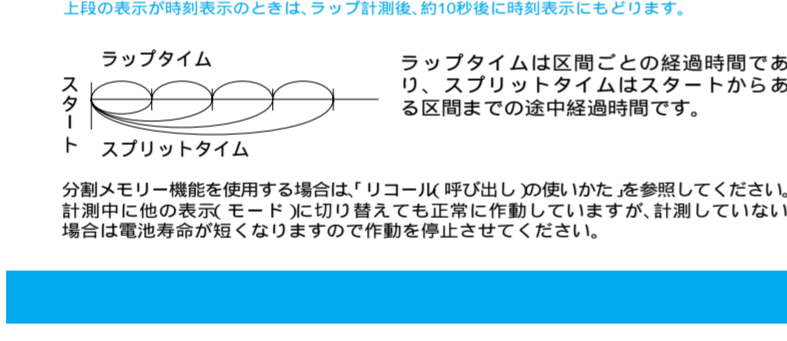 上段の表示が時刻表示のときは、ラップ計測後、約10秒後に時刻表示にもどります。
ラップタイム
スタート
スプリットタイム
ラップタイムは区間ごとの経過時間であ
り、スプリットタイムはスタートからあ
る区間までの途中経過時間です。
分割メモリー機能を使用する場合は、「リコール(呼び出し)の使いかた」を参照してください。
計測中に他の表示(モード)に切り替えても正常に作動していますが、計測していない
場合は電池寿命が短くなりますので作動を停止させてください。